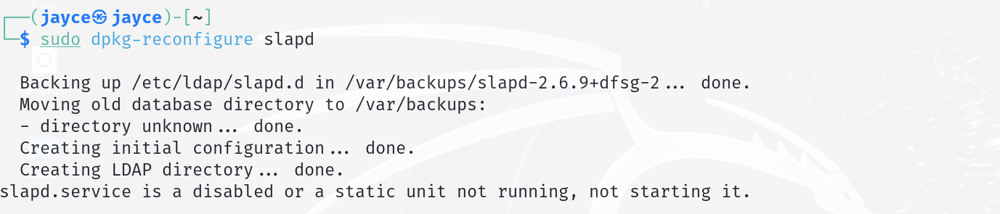 Trash
┌──(jayce㉿jayce)-[~]
└─$ sudo dpkg-reconfigure slapd
Backing up /etc/ldap/slapd.d in /var/backups/slapd-2.6.9+dfsg-2... done.
Moving old database directory to /var/backups:
- directory unknown... done.
Creating initial configuration... done.
Creating LDAP directory... done.
slapd.service is a disabled or a static unit not running, not starting it.